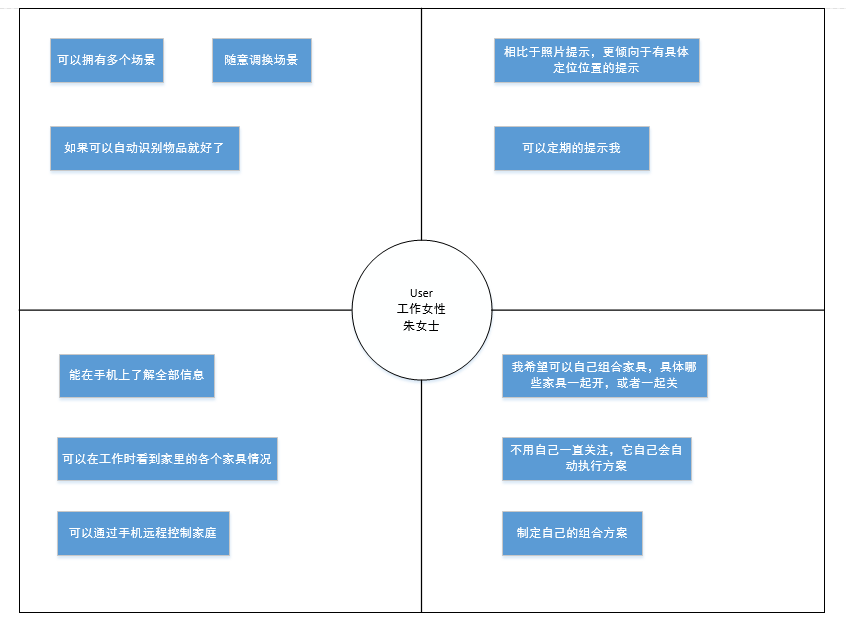 可以拥有多个场景
随意调换场景
如果可以自动识别物品就好了
相比于照片提示，更倾向于有具体
定位位置的提示
可以定期的提示我
User
工作女性
朱女士
能在手机上了解全部信息
可以在工作时看到家里的各个家具情况
可以通过手机远程控制家庭
我希望可以自己组合家具，具体哪
些家具一起开，或者一起关
不用自己一直关注，它自己会自
动执行方案
制定自己的组合方案